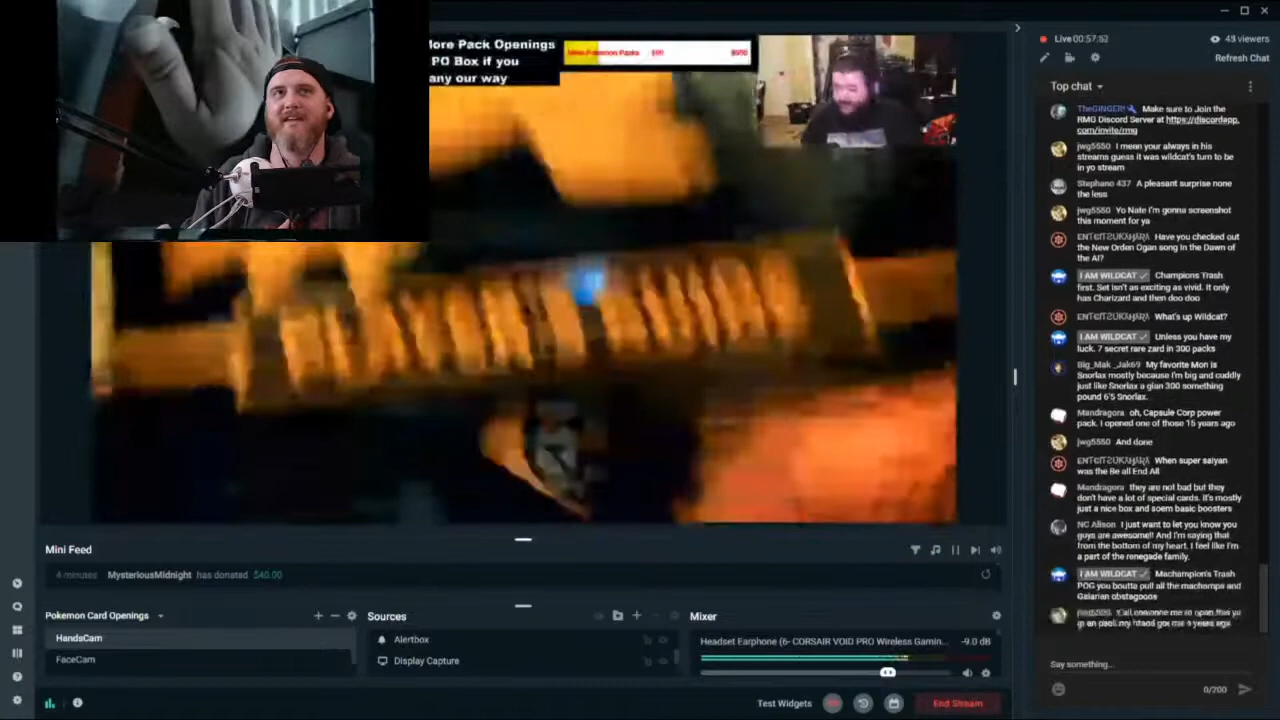 Live 00:57:52
49 viewers
Refresh Chat
Top chat
lore Pack Openings
PO Box if you
any our way
TheGINGER! Make sure to Join the
RMG Discord Server at https://discordapp.
com/invite/rmg
jwg5550 I mean your always in his
streams guess it was wildcat's turn to be
in yo stream
Stephano 437 A pleasant surprise none
the less
jwg5550 Yo Nate I'm gonna screenshot
this moment for ya
Have you checked out
the New Orden Ogan song In the Dawn of
the AI?
I AM WILDCAT Champions Trash
first. Set isn't as exciting as vivid. It only
has Charizard and then doo doo
What's up Wildcat?
I AM WILDCAT Unless you have my
luck. 7 secret rare zard in 300 packs
Big_Mak _Jak69 My favorite Mon is
Snorlax mostly because I'm big and cuddly
just like Snorlax a gian 300 something
pound 6'5 Snorlax.
Mandragora oh, Capsule Corp power
pack. I opened one of those 15 years ago
jwg5550 And done
When super saiyan
was the Be all End All
Mandragora they are not bad but they
don't have a lot of special cards. It's mostly
just a nice box and soem basic boosters
NC Alison I just want to let you know you
guys are awesome!! And I'm saying that
from the bottom of my heart. I feel like I'm
a part of the renegade family.
I AM WILDCAT Machampion's Trash
POG you boutta pull all the machamps and
Galarian obstagoons
Say something...
0/200
Mini Feed
4 minutes MysteriousMidnight has donated $40.00
Pokemon Card Openings
HandsCam
FaceCam
Sources
Alertbox
Display Capture
Mixer
Headset Earphone (6- CORSAIR VOID PRO Wireless Gamin... -9.0 dB
Test Widgets
End Stream